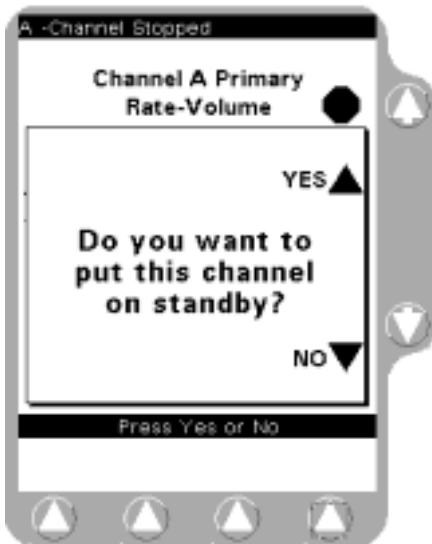 A -Channel Stopped
Channel A Primary
Rate-Volume
YES
Do you want to
put this channel
on standby?
NO
Press Yes or No